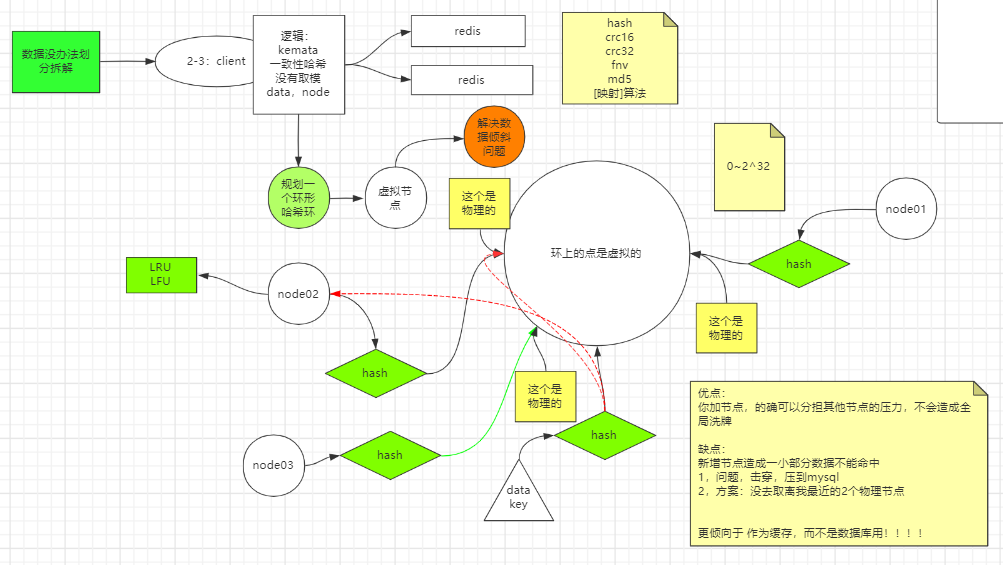 数据没办法划
分拆解
2-3：client
逻辑：
kemata
一致性哈希
没有取模
data，node
redis
redis
hash
crc16
crc32
fnv
md5
[映射]算法
解决数
据倾斜
问题
规划一
个环形
哈希环
虚拟节
点
这个是
物理的
0~2^32
node01
环上的点是虚拟的
hash
LRU
LFU
node02
这个是
物理的
hash
这个是
物理的
hash
node03
hash
data
key
优点：
你加节点，的确可以分担其他节点的压力，不会造成全
局洗牌
缺点：
新增节点造成一小部分数据不能命中
1，问题，击穿，压到mysql
2，方案：没去取离我最近的2个物理节点
更倾向于 作为缓存，而不是数据库用！！！！